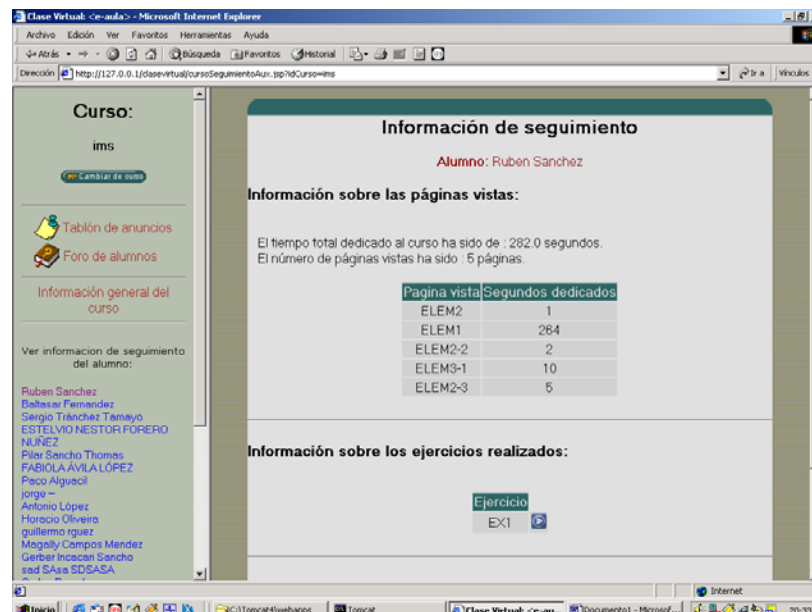 Clase Virtual: <e-aula> - Microsoft Internet Explorer
Archivo Edición Ver Favoritos Herramientas Ayuda
Atrás Búsqueda Favoritos Historial
Dirección http://127.0.0.1/clasevirtual/cursoSeguimientoAux.jsp?idCurso=ims Ir a Vínculos
Curso:
ims
Cambiar de curso
Tablón de anuncios
Foro de alumnos
Información general del
curso
Ver informacion de seguimiento
del alumno:
Ruben Sanchez
Baltasar Fernandez
Sergio Tránchez Tamayo
ESTELVIO NESTOR FORERO
NUÑEZ
Pilar Sancho Thomas
FABIOLA ÁVILA LÓPEZ
Paco Alguacil
jorge --
Antonio López
Horacio Oliveira
guillermo rguez
Magally Campos Mendez
Gerber Incacari Sancho
sad SAsa SDSASA
Información de seguimiento
Alumno: Ruben Sanchez
Información sobre las páginas vistas:
El tiempo total dedicado al curso ha sido de : 282.0 segundos.
El número de páginas vistas ha sido : 5 páginas.
Pagina vista Segundos dedicados
ELEM2 1
ELEM1 264
ELEM2-2 2
ELEM3-1 10
ELEM2-3 5
Información sobre los ejercicios realizados:
Ejercicio
EX1
Internet
Inicio C:\Tomcat4\webapps Tomcat Clase Virtual: <e-au... Documento1 - Microsof...